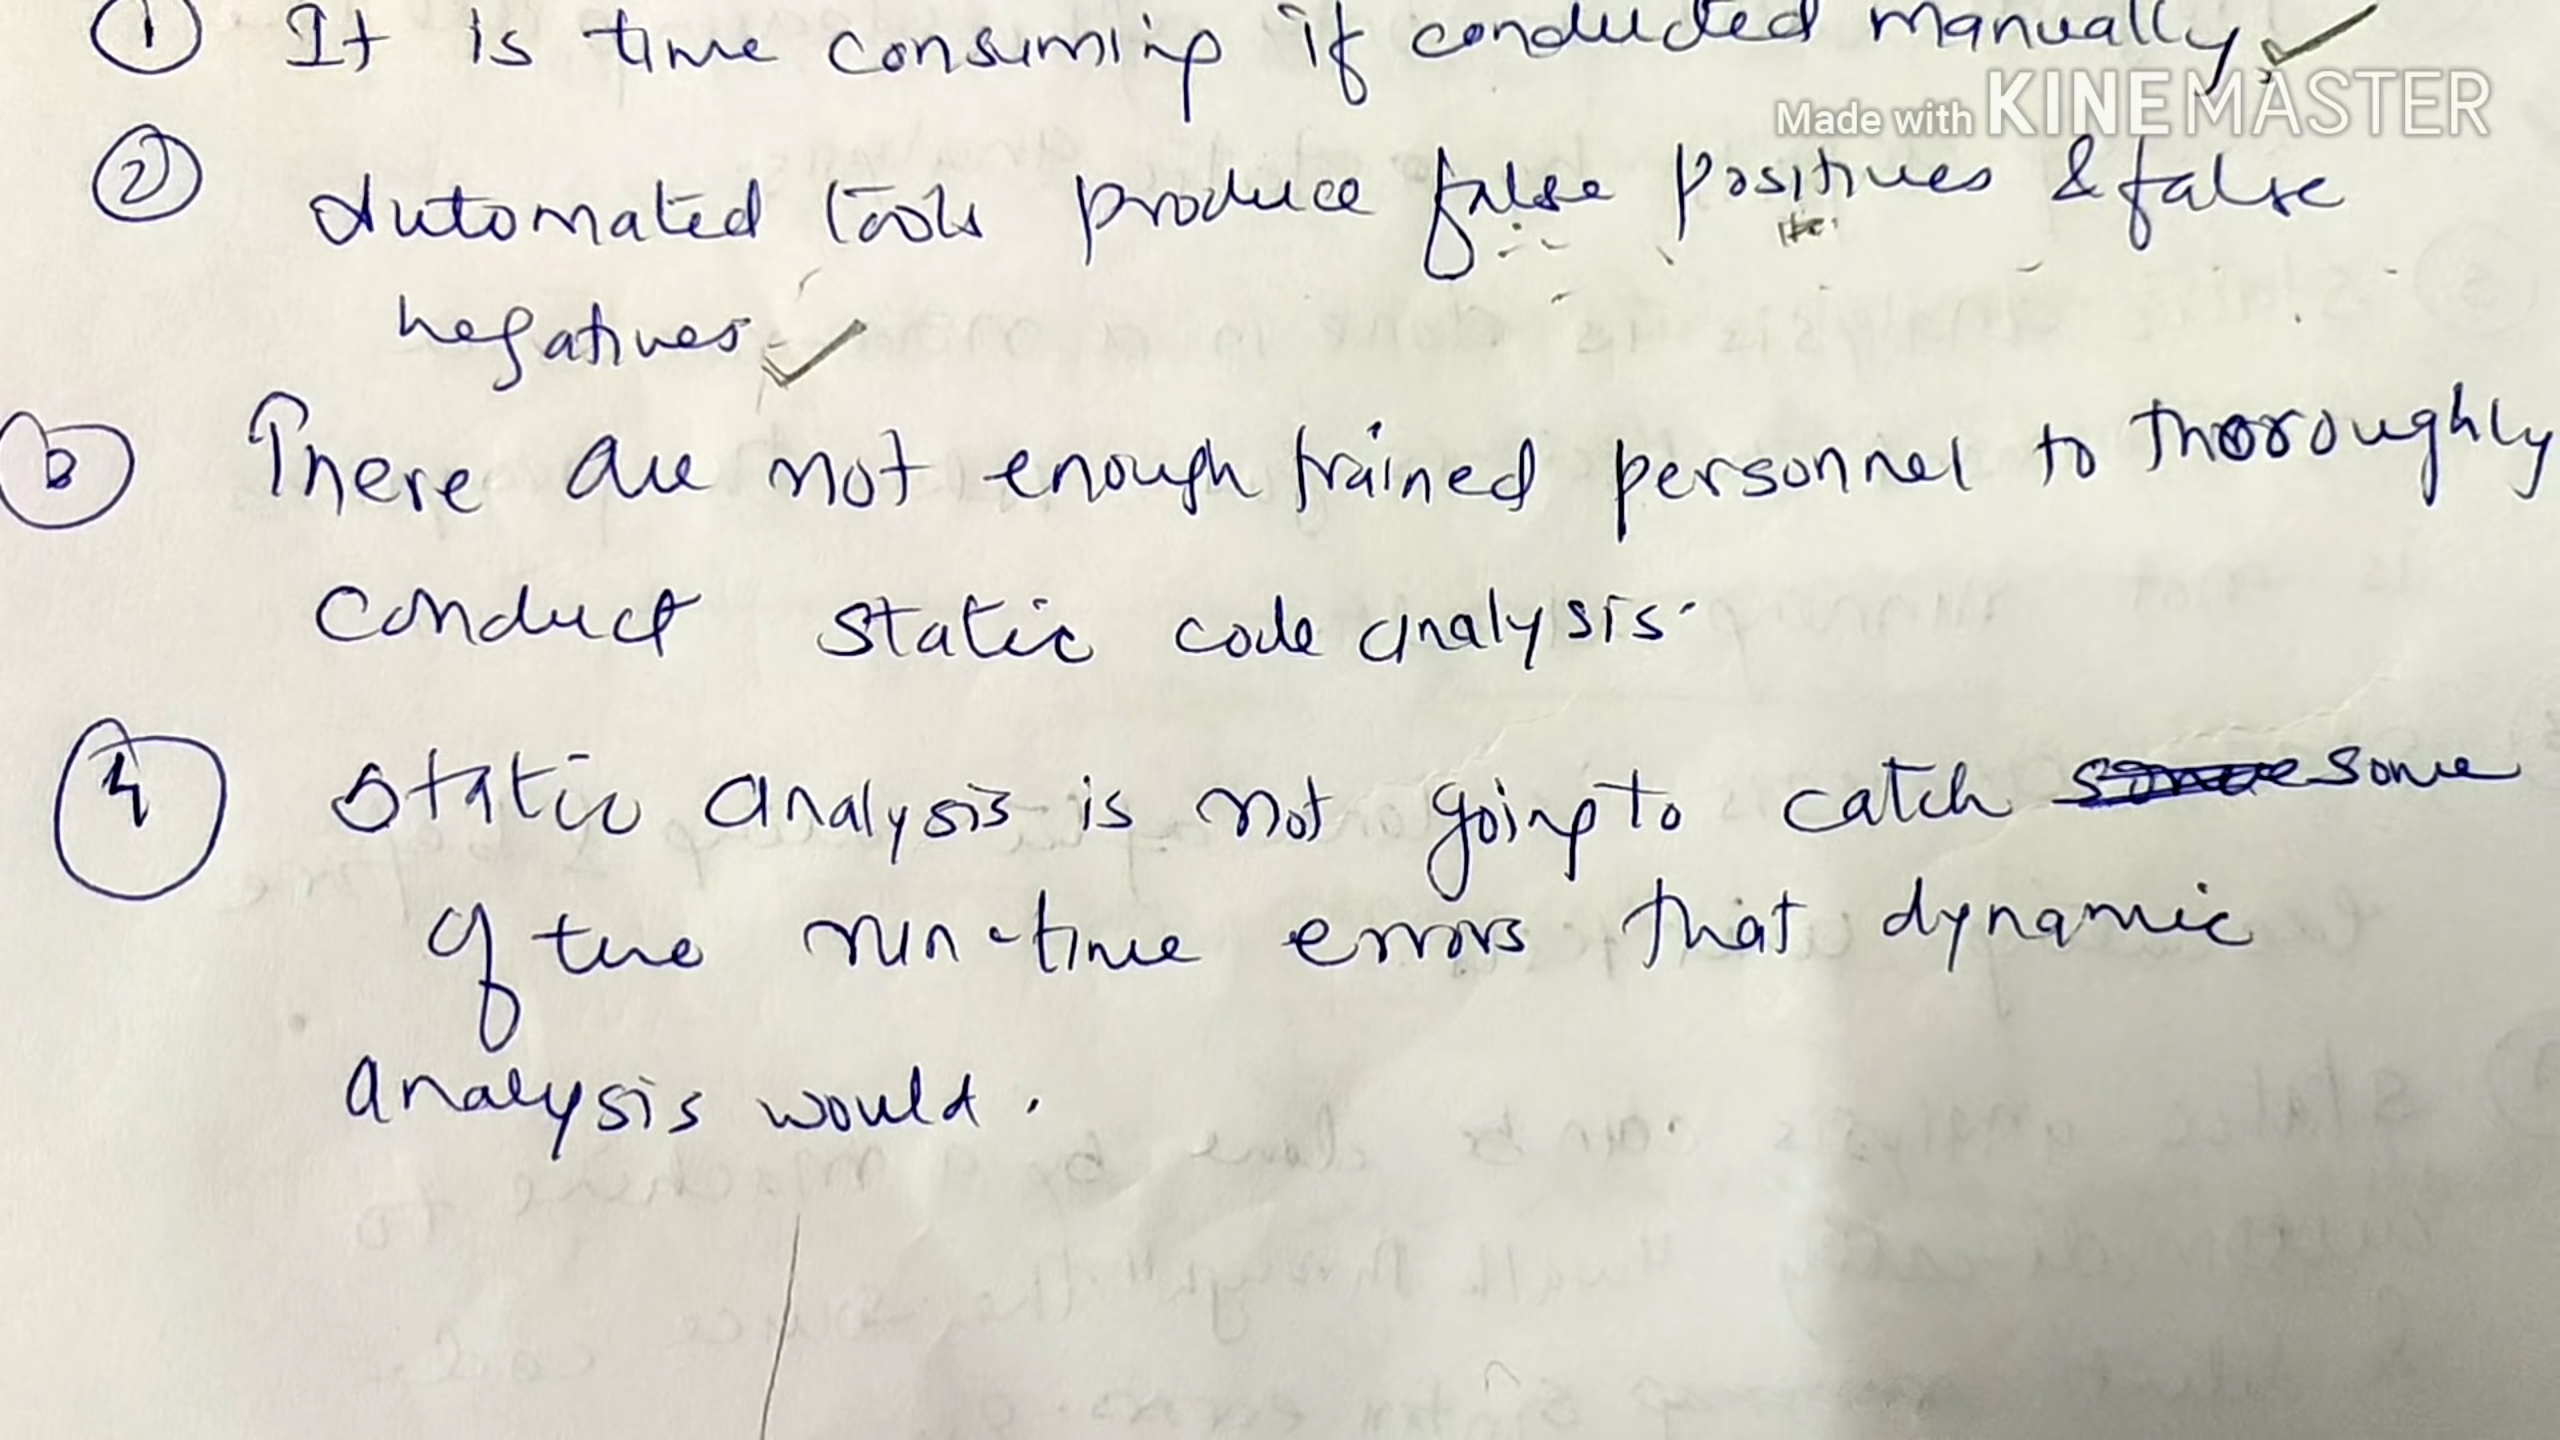 ① It is time consuming if conducted manually.
Made with KINEMASTER
② Automated tools produce false positives & false
negatives.
③ There are not enough trained personnel to thoroughly
conduct static code analysis.
④ Static analysis is not going to catch some
of the run-time errors that dynamic
analysis would.